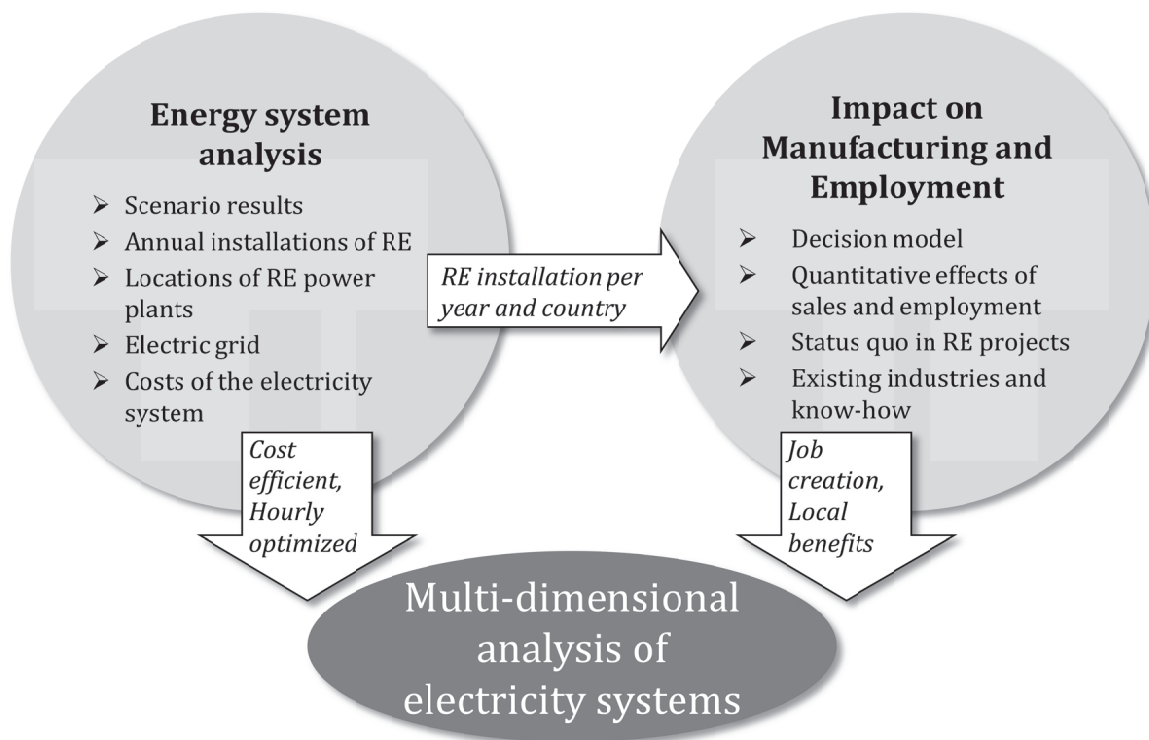 Energy system
analysis
➢ Scenario results
➢ Annual installations of RE
➢ Locations of RE power
plants
➢ Electric grid
➢ Costs of the electricity
system
RE installation per
year and country
Impact on
Manufacturing and
Employment
➢ Decision model
➢ Quantitative effects of
sales and employment
➢ Status quo in RE projects
➢ Existing industries and
know-how
Cost
efficient,
Hourly
optimized
Job
creation,
Local
benefits
Multi-dimensional
analysis of
electricity systems